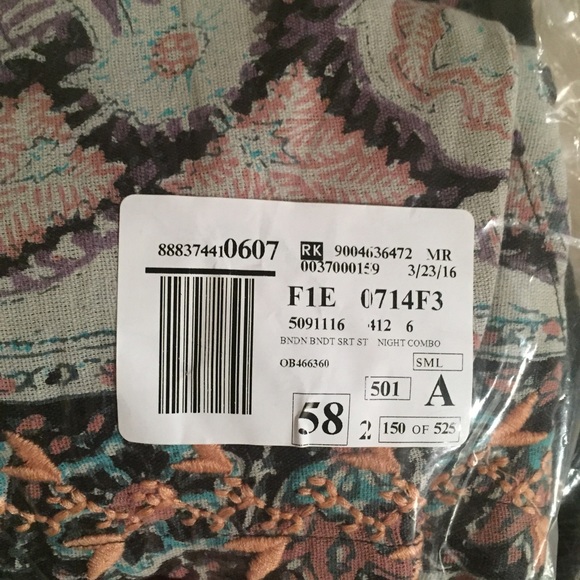 888374410607 RK 9004636472 MR
0037000159 3/23/16
F1E 0714F3
5091116 412 6
BNDN BNDT SRT ST NIGHT COMBO
OB466360 SML
501 A
58 2 150 OF 525